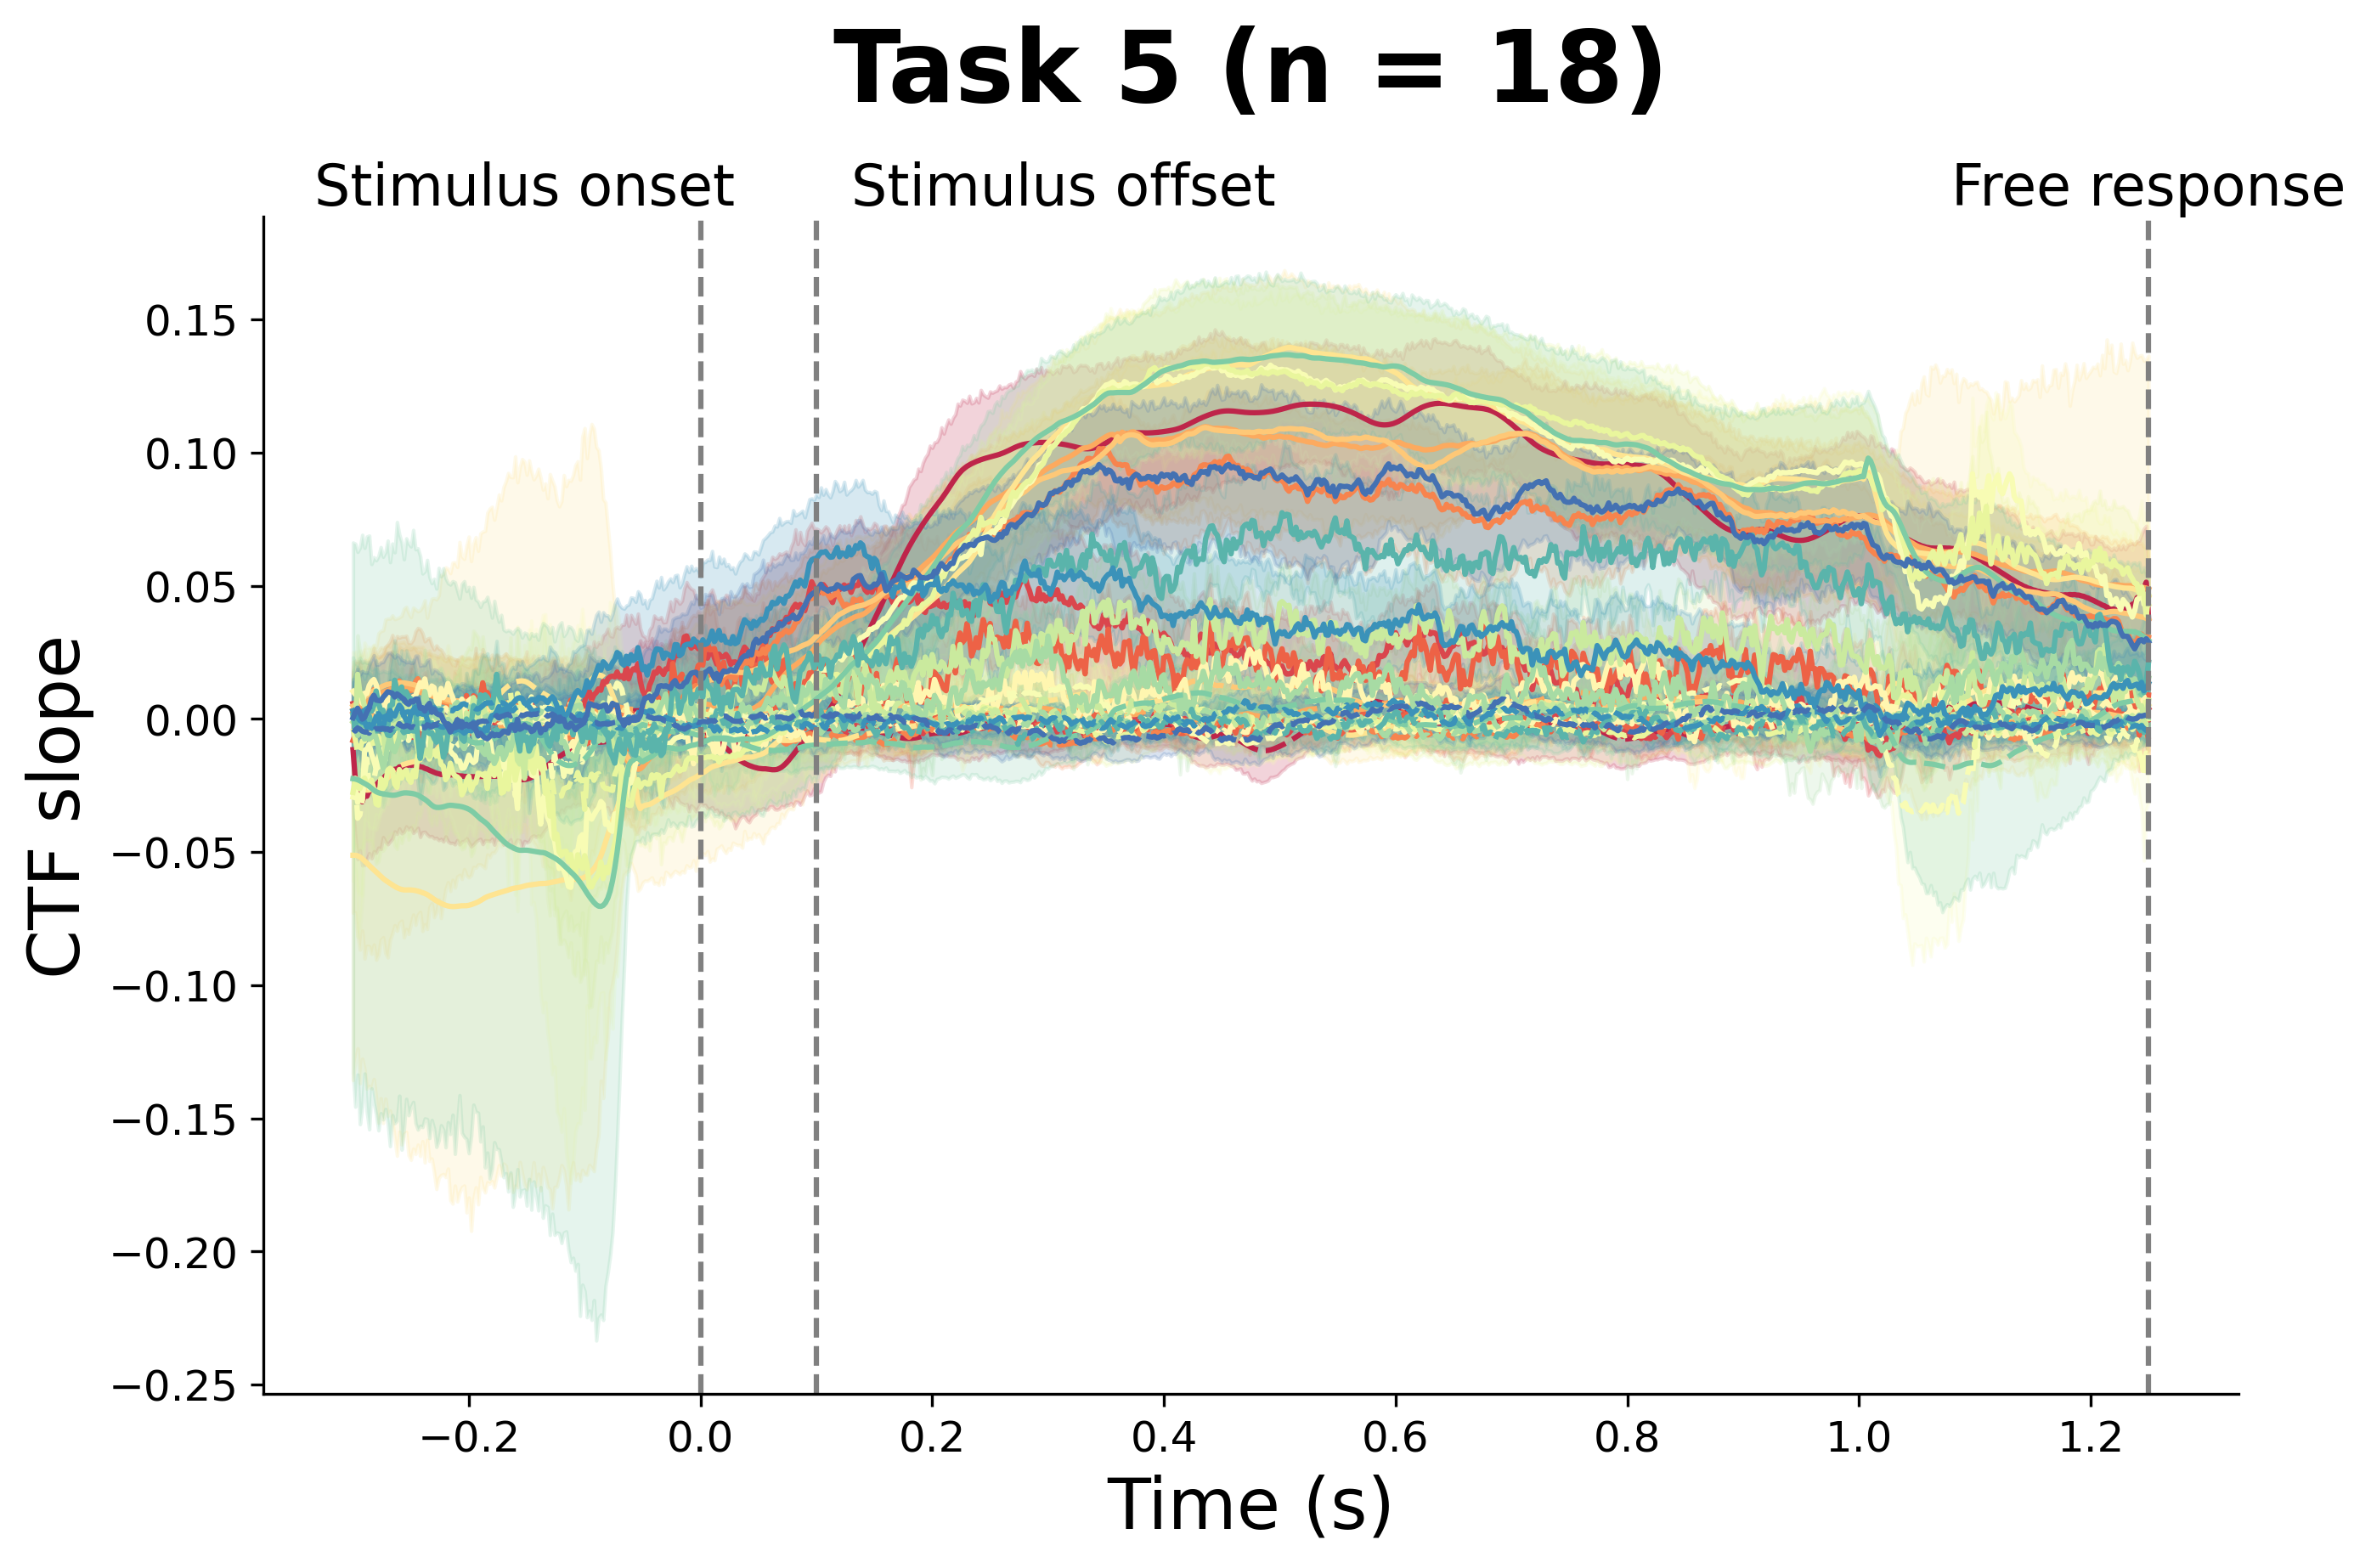 Task 5 (n = 18)
Stimulus onset
Stimulus offset
Free response
0.15
0.10
0.05
0.00
−0.05
−0.10
−0.15
−0.20
−0.25
CTF slope
−0.2
0.0
0.2
0.4
0.6
0.8
1.0
1.2
Time (s)